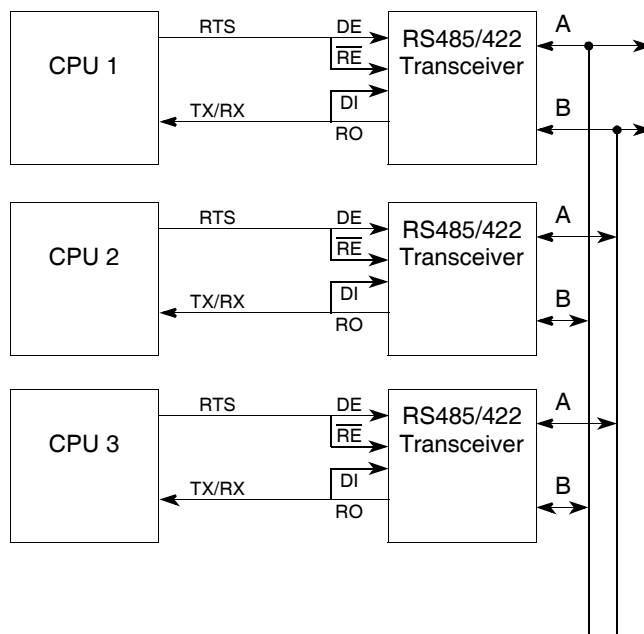 RTS DE A
CPU 1 RE RS485/422
Transceiver
DI B
TX/RX RO
RTS DE A
CPU 2 RE RS485/422
Transceiver
DI B
TX/RX RO
RTS DE A
CPU 3 RE RS485/422
Transceiver
DI B
TX/RX RO